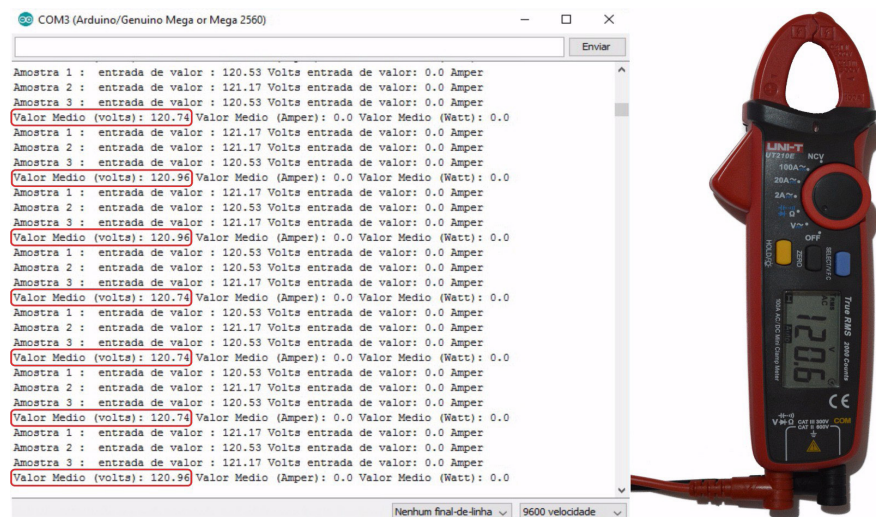 COM3 (Arduino/Genuino Mega or Mega 2560)
Enviar
Amostra 1 : entrada de valor : 120.53 Volts entrada de valor: 0.0 Amper
Amostra 2 : entrada de valor : 121.17 Volts entrada de valor: 0.0 Amper
Amostra 3 : entrada de valor : 120.53 Volts entrada de valor: 0.0 Amper
Valor Medio (volts): 120.74 Valor Medio (Amper): 0.0 Valor Medio (Watt): 0.0
Amostra 1 : entrada de valor : 121.17 Volts entrada de valor: 0.0 Amper
Amostra 2 : entrada de valor : 121.17 Volts entrada de valor: 0.0 Amper
Amostra 3 : entrada de valor : 120.53 Volts entrada de valor: 0.0 Amper
Valor Medio (volts): 120.96 Valor Medio (Amper): 0.0 Valor Medio (Watt): 0.0
Amostra 1 : entrada de valor : 121.17 Volts entrada de valor: 0.0 Amper
Amostra 2 : entrada de valor : 120.53 Volts entrada de valor: 0.0 Amper
Amostra 3 : entrada de valor : 121.17 Volts entrada de valor: 0.0 Amper
Valor Medio (volts): 120.96 Valor Medio (Amper): 0.0 Valor Medio (Watt): 0.0
Amostra 1 : entrada de valor : 120.53 Volts entrada de valor: 0.0 Amper
Amostra 2 : entrada de valor : 120.53 Volts entrada de valor: 0.0 Amper
Amostra 3 : entrada de valor : 121.17 Volts entrada de valor: 0.0 Amper
Valor Medio (volts): 120.74 Valor Medio (Amper): 0.0 Valor Medio (Watt): 0.0
Amostra 1 : entrada de valor : 120.53 Volts entrada de valor: 0.0 Amper
Amostra 2 : entrada de valor : 121.17 Volts entrada de valor: 0.0 Amper
Amostra 3 : entrada de valor : 120.53 Volts entrada de valor: 0.0 Amper
Valor Medio (volts): 120.74 Valor Medio (Amper): 0.0 Valor Medio (Watt): 0.0
Amostra 1 : entrada de valor : 120.53 Volts entrada de valor: 0.0 Amper
Amostra 2 : entrada de valor : 121.17 Volts entrada de valor: 0.0 Amper
Amostra 3 : entrada de valor : 120.53 Volts entrada de valor: 0.0 Amper
Valor Medio (volts): 120.74 Valor Medio (Amper): 0.0 Valor Medio (Watt): 0.0
Amostra 1 : entrada de valor : 121.17 Volts entrada de valor: 0.0 Amper
Amostra 2 : entrada de valor : 120.53 Volts entrada de valor: 0.0 Amper
Amostra 3 : entrada de valor : 121.17 Volts entrada de valor: 0.0 Amper
Valor Medio (volts): 120.96 Valor Medio (Amper): 0.0 Valor Medio (Watt): 0.0
Nenhum final-de-linha
9600 velocidade
UNI-T
UT210E
NCV
100A~
20A~
2A~
Ω
V~
OFF
HOLD
ZERO
SELECT/V.F.C
True RMS 2000 Counts
100A AC/DC Mini Clamp Meter
AC
V
120.6
CE
V Ω
CAT III 300V
CAT II 600V
COM